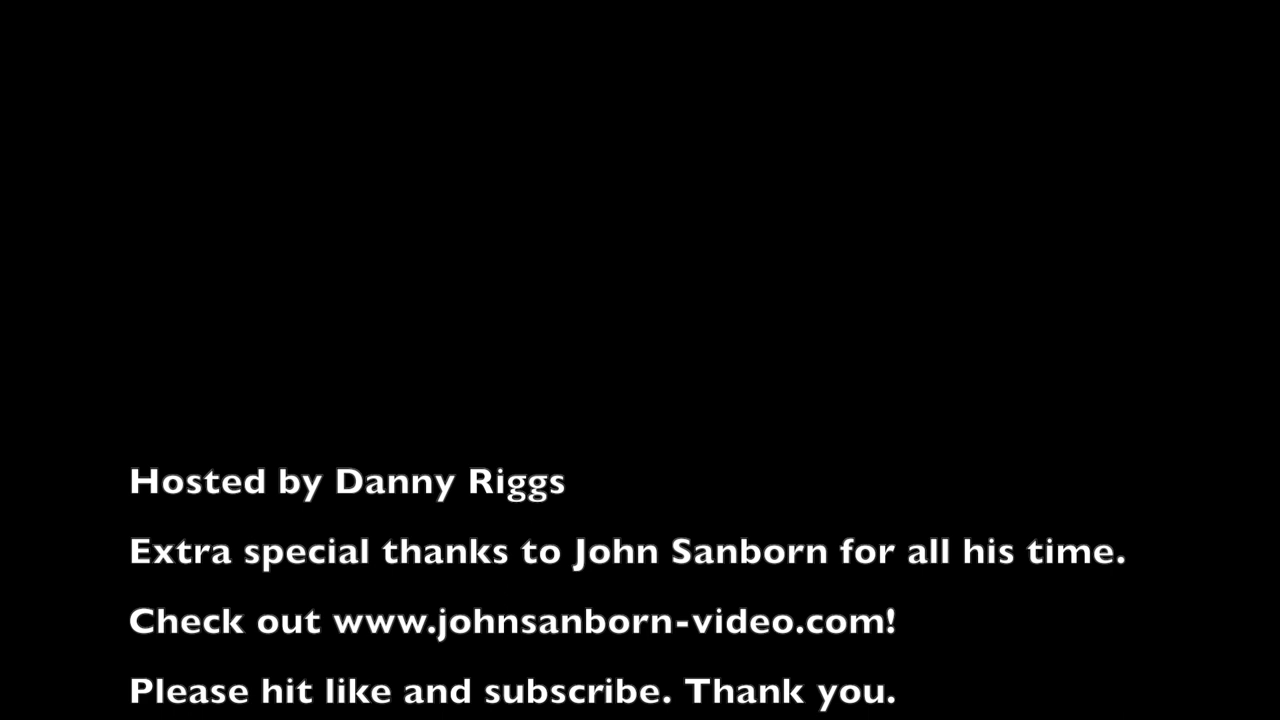 Hosted by Danny Riggs
Extra special thanks to John Sanborn for all his time.
Check out www.johnsanborn-video.com!
Please hit like and subscribe. Thank you.